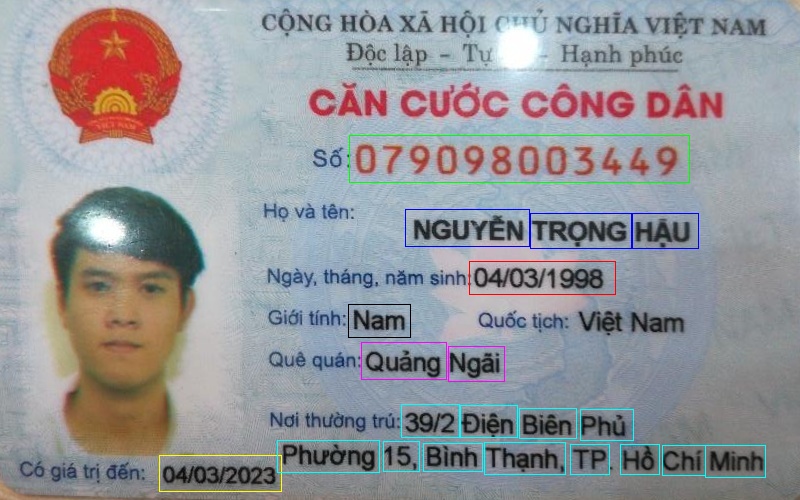 CỘNG HÒA XÃ HỘI CHỦ NGHĨA VIỆT NAM
Độc lập - Tự - Hạnh phúc
CĂN CƯỚC CÔNG DÂN
Số: 079098003449
Họ và tên: NGUYỄN TRỌNG HẬU
Ngày, tháng, năm sinh: 04/03/1998
Giới tính: Nam Quốc tịch: Việt Nam
Quê quán: Quảng Ngãi
Nơi thường trú: 39/2 Điện Biên Phủ
Phường 15, Bình Thạnh, TP. Hồ Chí Minh
Có giá trị đến: 04/03/2023